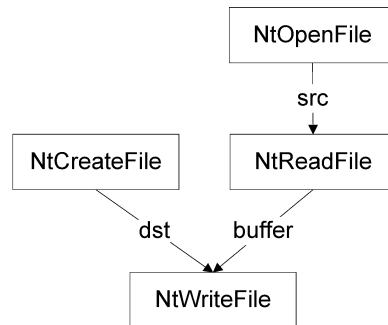 NtOpenFile
src
NtCreateFile
NtReadFile
dst
buffer
NtWriteFile